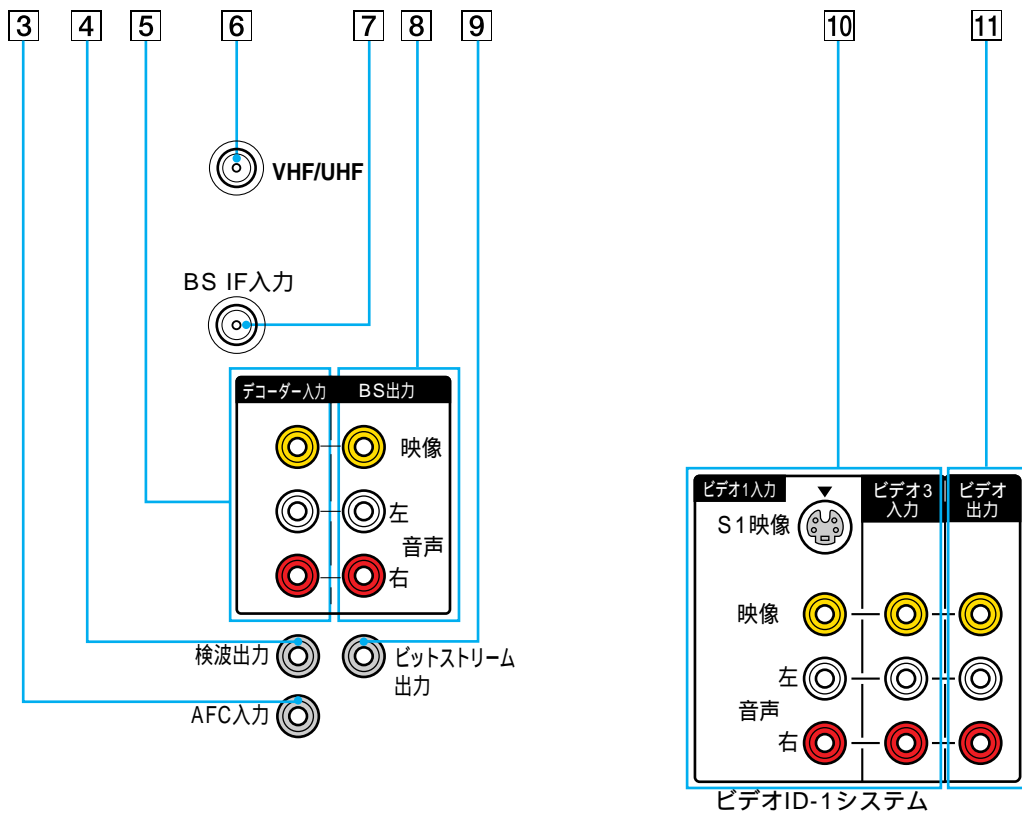 3 4 5 6 7 8 9 10 11
VHF/UHF
BS IF入力
デコーダー入力 BS出力
映像
左
音声
右
検波出力
ビットストリーム
出力
AFC入力
ビデオ1入力
S1映像
ビデオ3
入力
ビデオ
出力
映像
左
音声
右
ビデオID-1システム